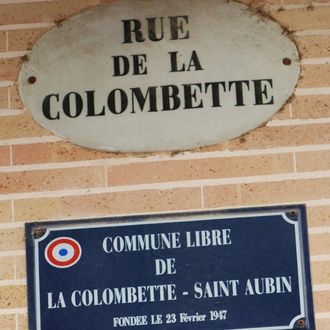 RUE
DE LA
COLOMBETTE
COMMUNE LIBRE
DE
LA COLOMBETTE - SAINT AUBIN
FONDEE LE 23 Février 1947